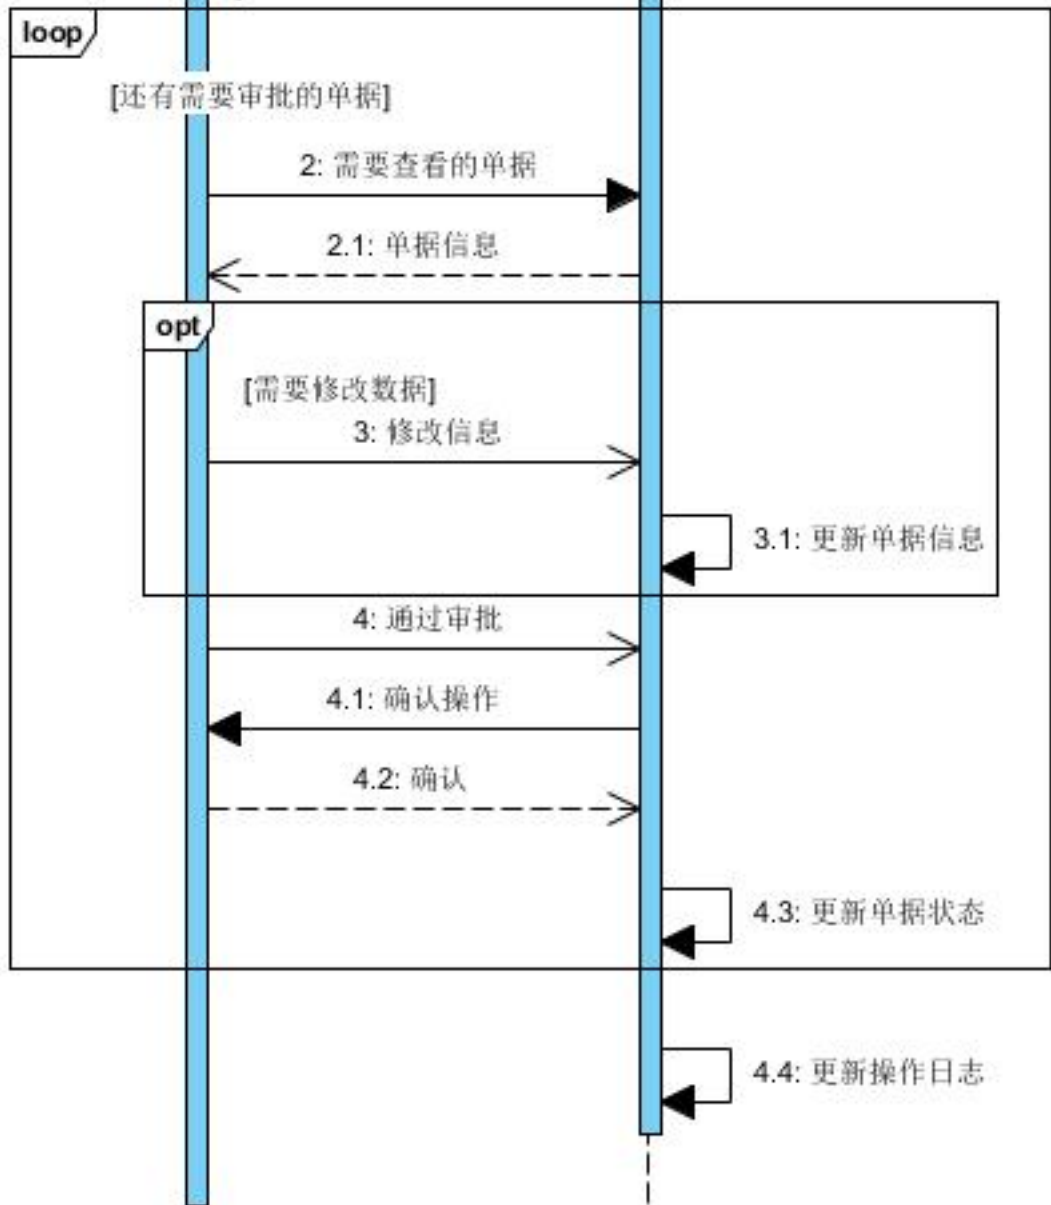 loop
[还有需要审批的单据]
2: 需要查看的单据
2.1: 单据信息
opt
[需要修改数据]
3: 修改信息
3.1: 更新单据信息
4: 通过审批
4.1: 确认操作
4.2: 确认
4.3: 更新单据状态
4.4: 更新操作日志